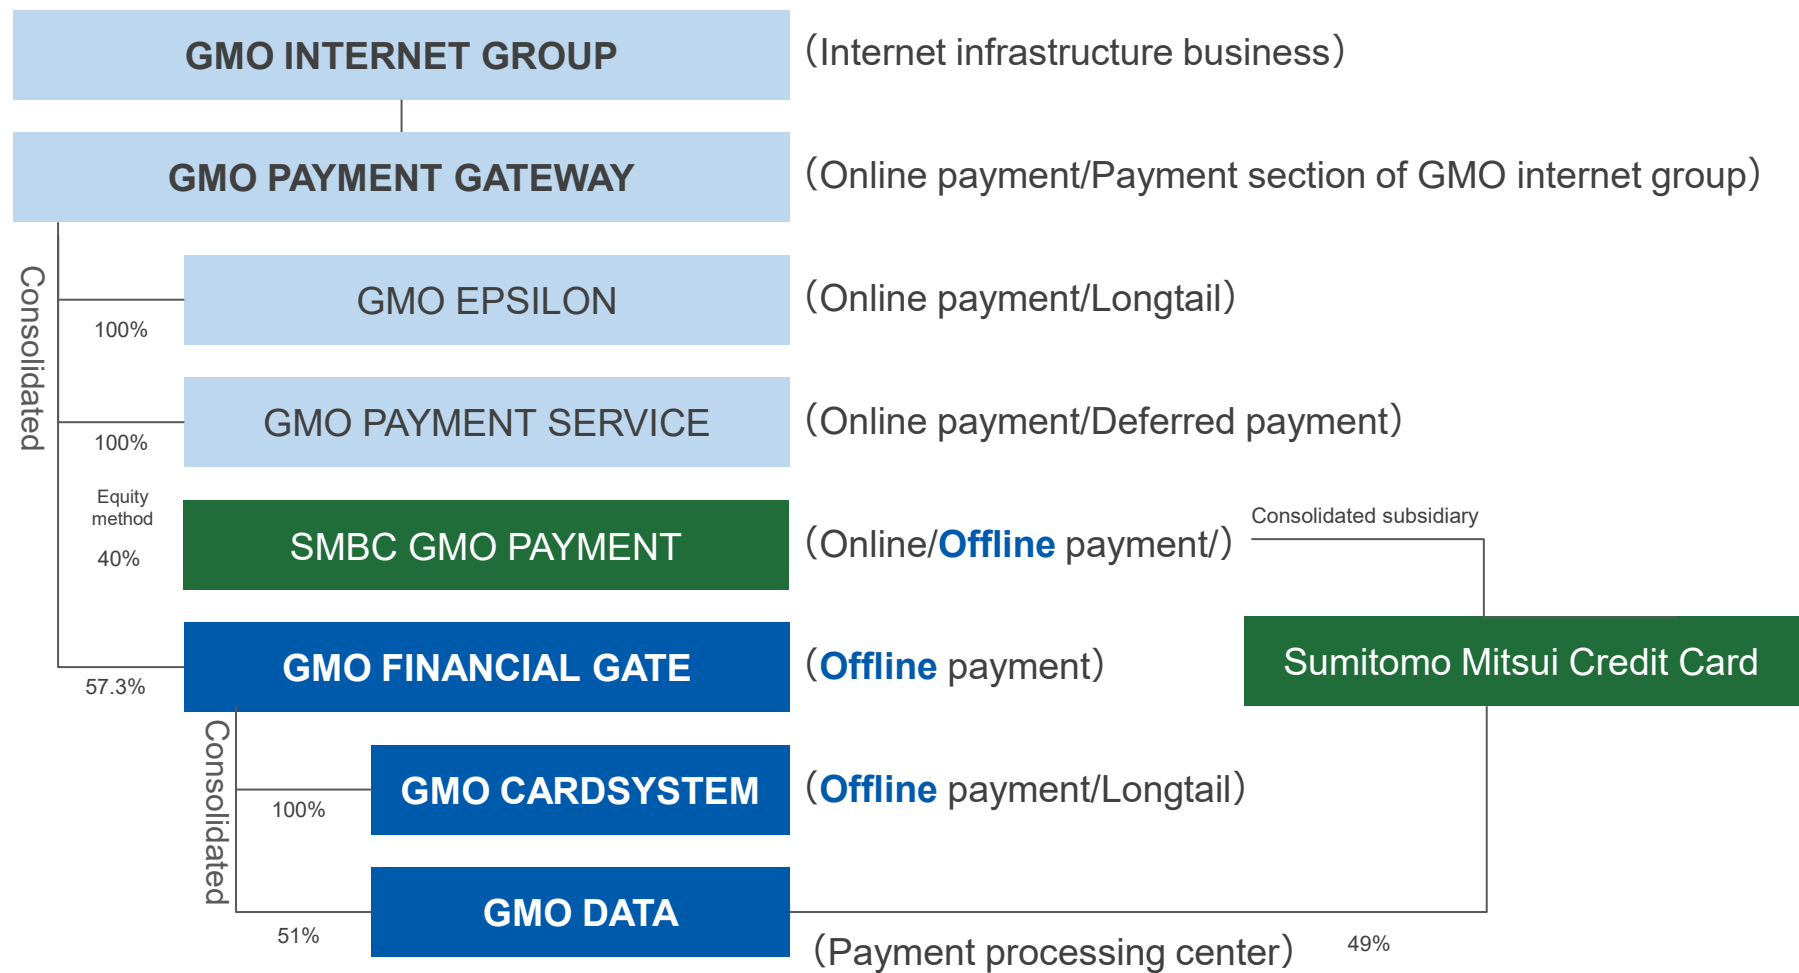 GMO INTERNET GROUP
（Internet infrastructure business）
GMO PAYMENT GATEWAY
（Online payment/Payment section of GMO internet group）
Consolidated
GMO EPSILON
（Online payment/Longtail）
100%
GMO PAYMENT SERVICE
（Online payment/Deferred payment）
100%
Equity
method
40%
SMBC GMO PAYMENT
（Online/Offline payment/）
Consolidated subsidiary
GMO FINANCIAL GATE
（Offline payment）
57.3%
Sumitomo Mitsui Credit Card
Consolidated
GMO CARDSYSTEM
（Offline payment/Longtail）
100%
GMO DATA
51%
（Payment processing center）
49%